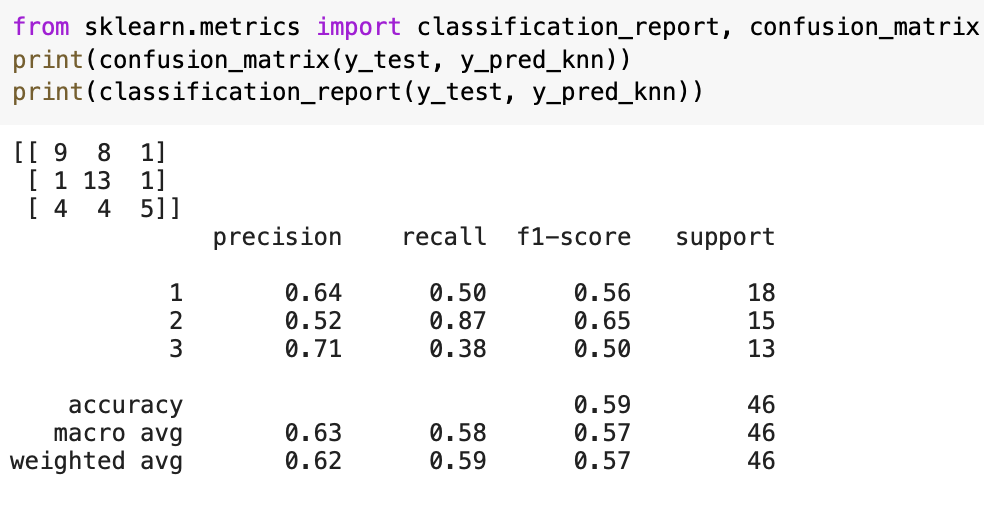 from sklearn.metrics import classification_report, confusion_matrix
print(confusion_matrix(y_test, y_pred_knn))
print(classification_report(y_test, y_pred_knn))
[[ 9  8  1]
 [ 1 13  1]
 [ 4  4  5]]
              precision    recall  f1-score   support
           1       0.64      0.50      0.56        18
           2       0.52      0.87      0.65        15
           3       0.71      0.38      0.50        13
    accuracy                           0.59        46
   macro avg       0.63      0.58      0.57        46
weighted avg       0.62      0.59      0.57        46